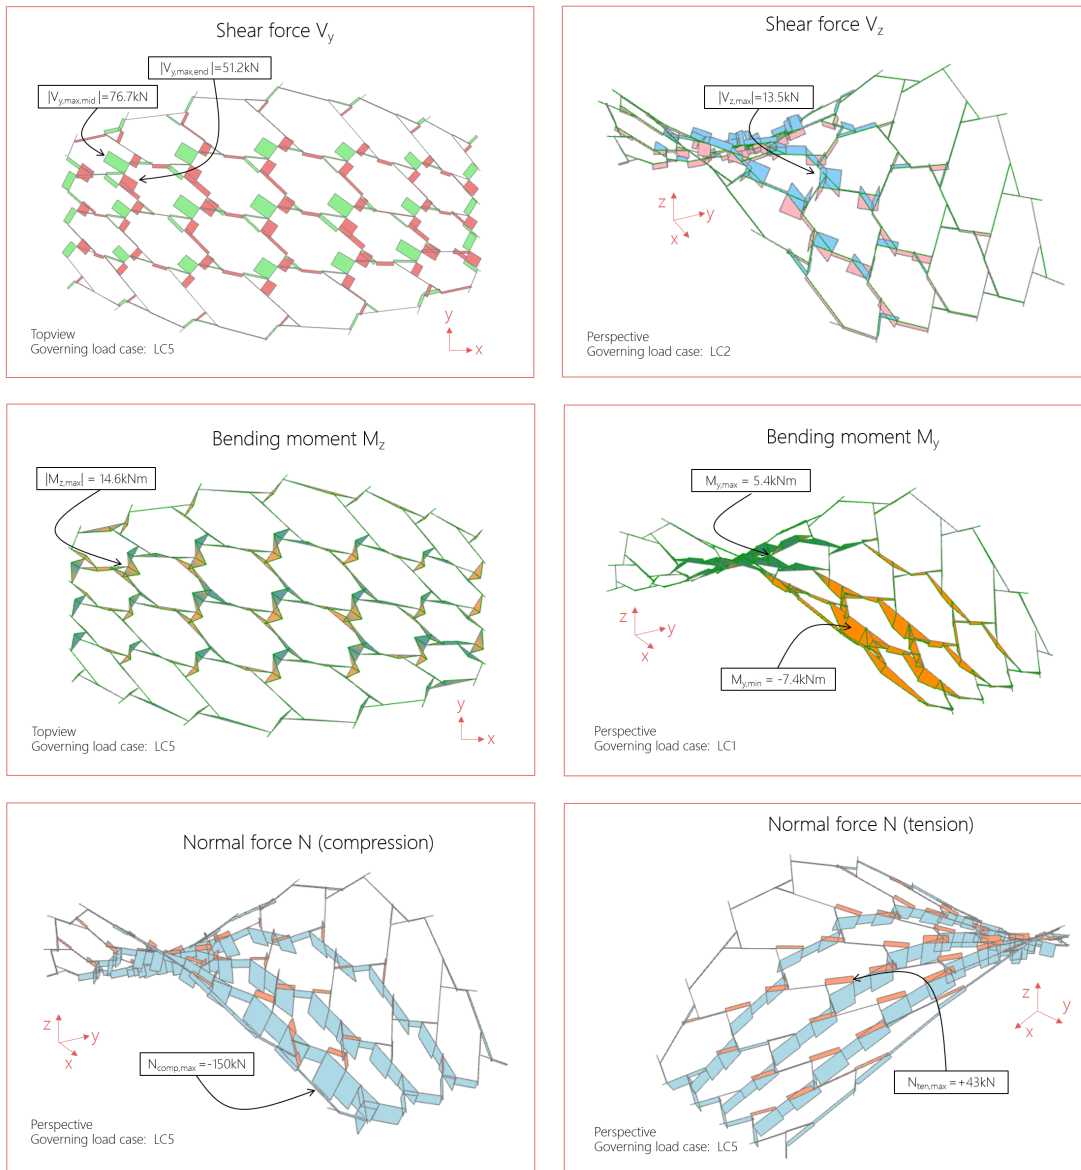 Shear force Vy
|Vy,max,end|=51.2kN
|Vy,max,mid|=76.7kN
y
x
Topview
Governing load case: LC5
Shear force Vz
|Vz,max|=13.5kN
z
y
x
Perspective
Governing load case: LC2
Bending moment Mz
|Mz,max| = 14.6kNm
y
x
Topview
Governing load case: LC5
Bending moment My
My,max = 5.4kNm
z
y
x
My,min = -7.4kNm
Perspective
Governing load case: LC1
Normal force N (compression)
z
y
x
Ncomp,max = -150kN
Perspective
Governing load case: LC5
Normal force N (tension)
z
x
y
Nten,max = +43kN
Perspective
Governing load case: LC5